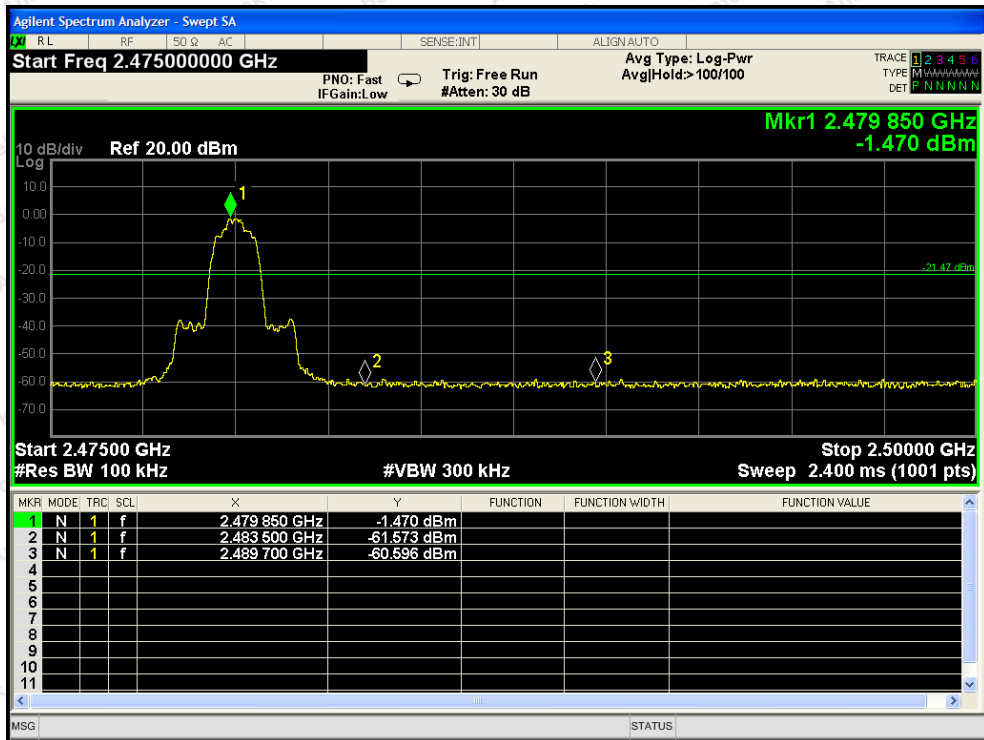 Agilent Spectrum Analyzer - Swept SA
LXI RL RF 50 Ω AC SENSE:INT ALIGNAUTO
Start Freq 2.475000000 GHz
PNO: Fast
IFGain:Low
Trig: Free Run
#Atten: 30 dB
Avg Type: Log-Pwr
Avg|Hold:>100/100
TRACE 1 2 3 4 5 6
TYPE M WWWWW
DET P N N N N N
Mkr1 2.479 850 GHz
-1.470 dBm
10 dB/div Ref 20.00 dBm
Log
10.0
0.00
-10.0
-20.0
-30.0
-40.0
-50.0
-60.0
-70.0
1
2
3
-21.47 dBm
Start 2.47500 GHz Stop 2.50000 GHz
#Res BW 100 kHz #VBW 300 kHz Sweep 2.400 ms (1001 pts)
MKR MODE TRC SCL X Y FUNCTION FUNCTION WIDTH FUNCTION VALUE
1 N 1 f 2.479 850 GHz -1.470 dBm
2 N 1 f 2.483 500 GHz -61.573 dBm
3 N 1 f 2.489 700 GHz -60.596 dBm
4
5
6
7
8
9
10
11
MSG STATUS